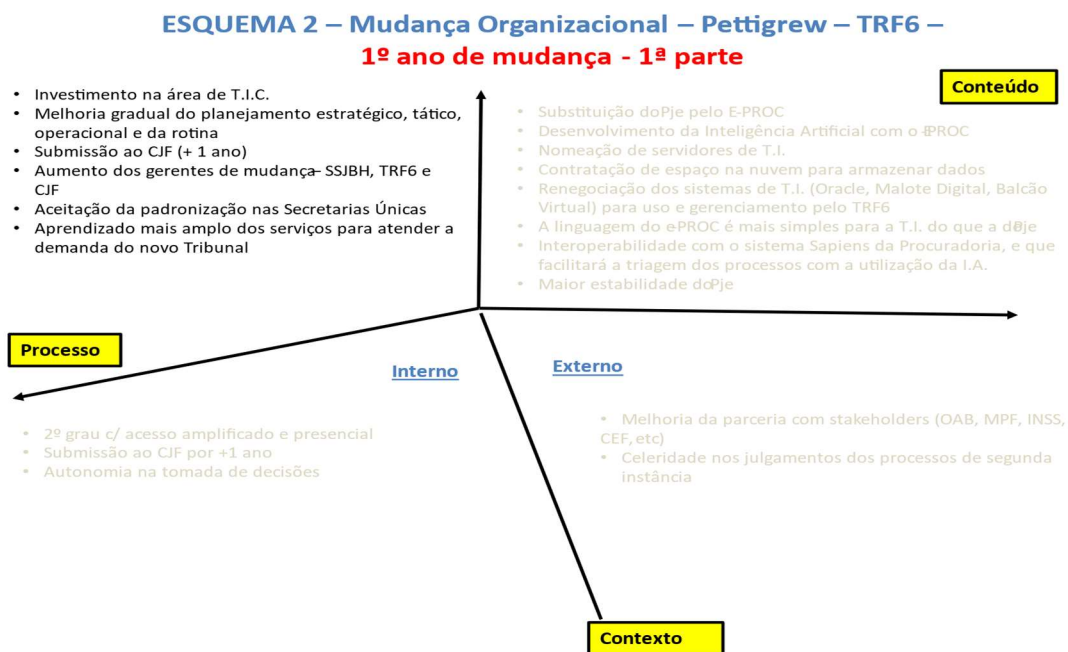 ESQUEMA 2 – Mudança Organizacional – Pettigrew – TRF6 –
1º ano de mudança - 1ª parte
Conteúdo
• Investimento na área de T.I.C.
• Melhoria gradual do planejamento estratégico, tático,
operacional e da rotina
• Submissão ao CJF (+ 1 ano)
• Aumento dos gerentes de mudança– SSJBH, TRF6 e
CJF
• Aceitação da padronização nas Secretarias Únicas
• Aprendizado mais amplo dos serviços para atender a
demanda do novo Tribunal
• Substituição do Pje pelo E-PROC
• Desenvolvimento da Inteligência Artificial com o E-PROC
• Nomeação de servidores de T.I.
• Contratação de espaço na nuvem para armazenar dados
• Renegociação dos sistemas de T.I. (Oracle, Malote Digital, Balcão
Virtual) para uso e gerenciamento pelo TRF6
• A linguagem do e-PROC é mais símples para a T.I. do que a do Pje
• Interoperabilidade com o sistema Sapiens da Procuradoria, e que
facilitará a triagem dos processos com a utilização da I.A.
• Maior estabilidade do Pje
Processo
Interno
Externo
• 2º grau c/ acesso amplificado e presencial
• Submissão ao CJF por +1 ano
• Autonomia na tomada de decisões
• Melhoria da parceria com stakeholders (OAB, MPF, INSS,
CEF, etc)
• Celeridade nos julgamentos dos processos de segunda
instância
Contexto